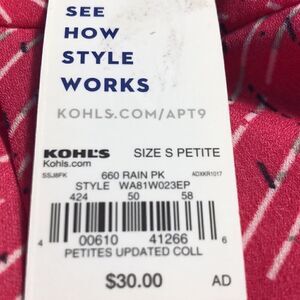 SEE
HOW
STYLE
WORKS
KOHLS.COM/APT9
KOHL'S SIZE S PETITE
Kohls.com
SSJ8FK 660 RAIN PK ADXKR1017
STYLE WA81W023EP
424 50 58
4 00610 41266 6
PETITES UPDATED COLL
$30.00 AD